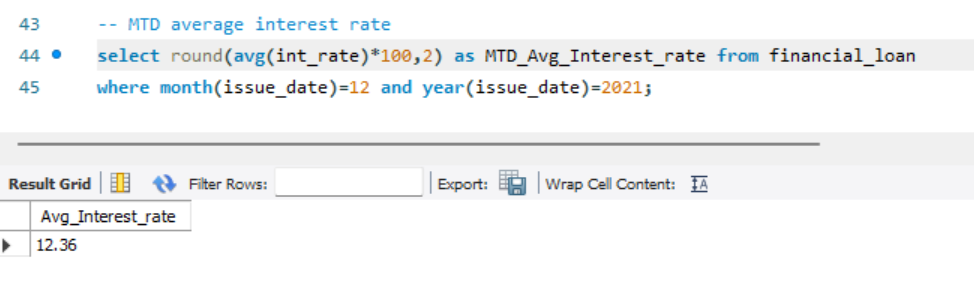 43 -- MTD average interest rate
44 select round(avg(int_rate)*100,2) as MTD_Avg_Interest_rate from financial_loan
45 where month(issue_date)=12 and year(issue_date)=2021;
Result Grid Filter Rows: Export: Wrap Cell Content: IA
Avg_Interest_rate
12.36